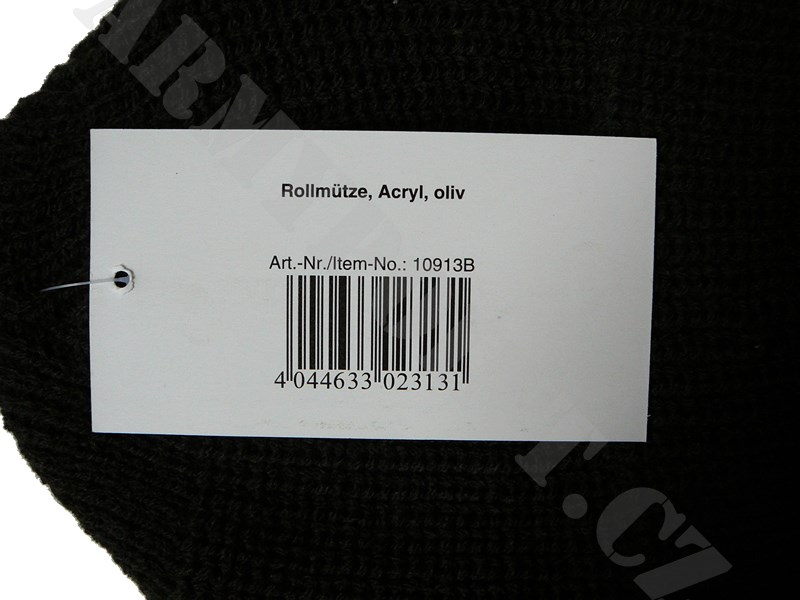 Rollmütze, Acryl, oliv
Art.-Nr./Item-No.: 10913B
4 044633 023131